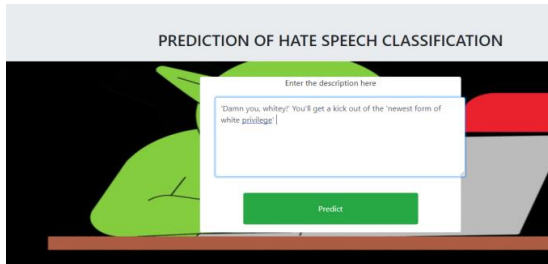 PREDICTION OF HATE SPEECH CLASSIFICATION
Enter the description here
'Damn you, whitey!' You'll get a kick out of the 'newest form of
white privilege'
Predict